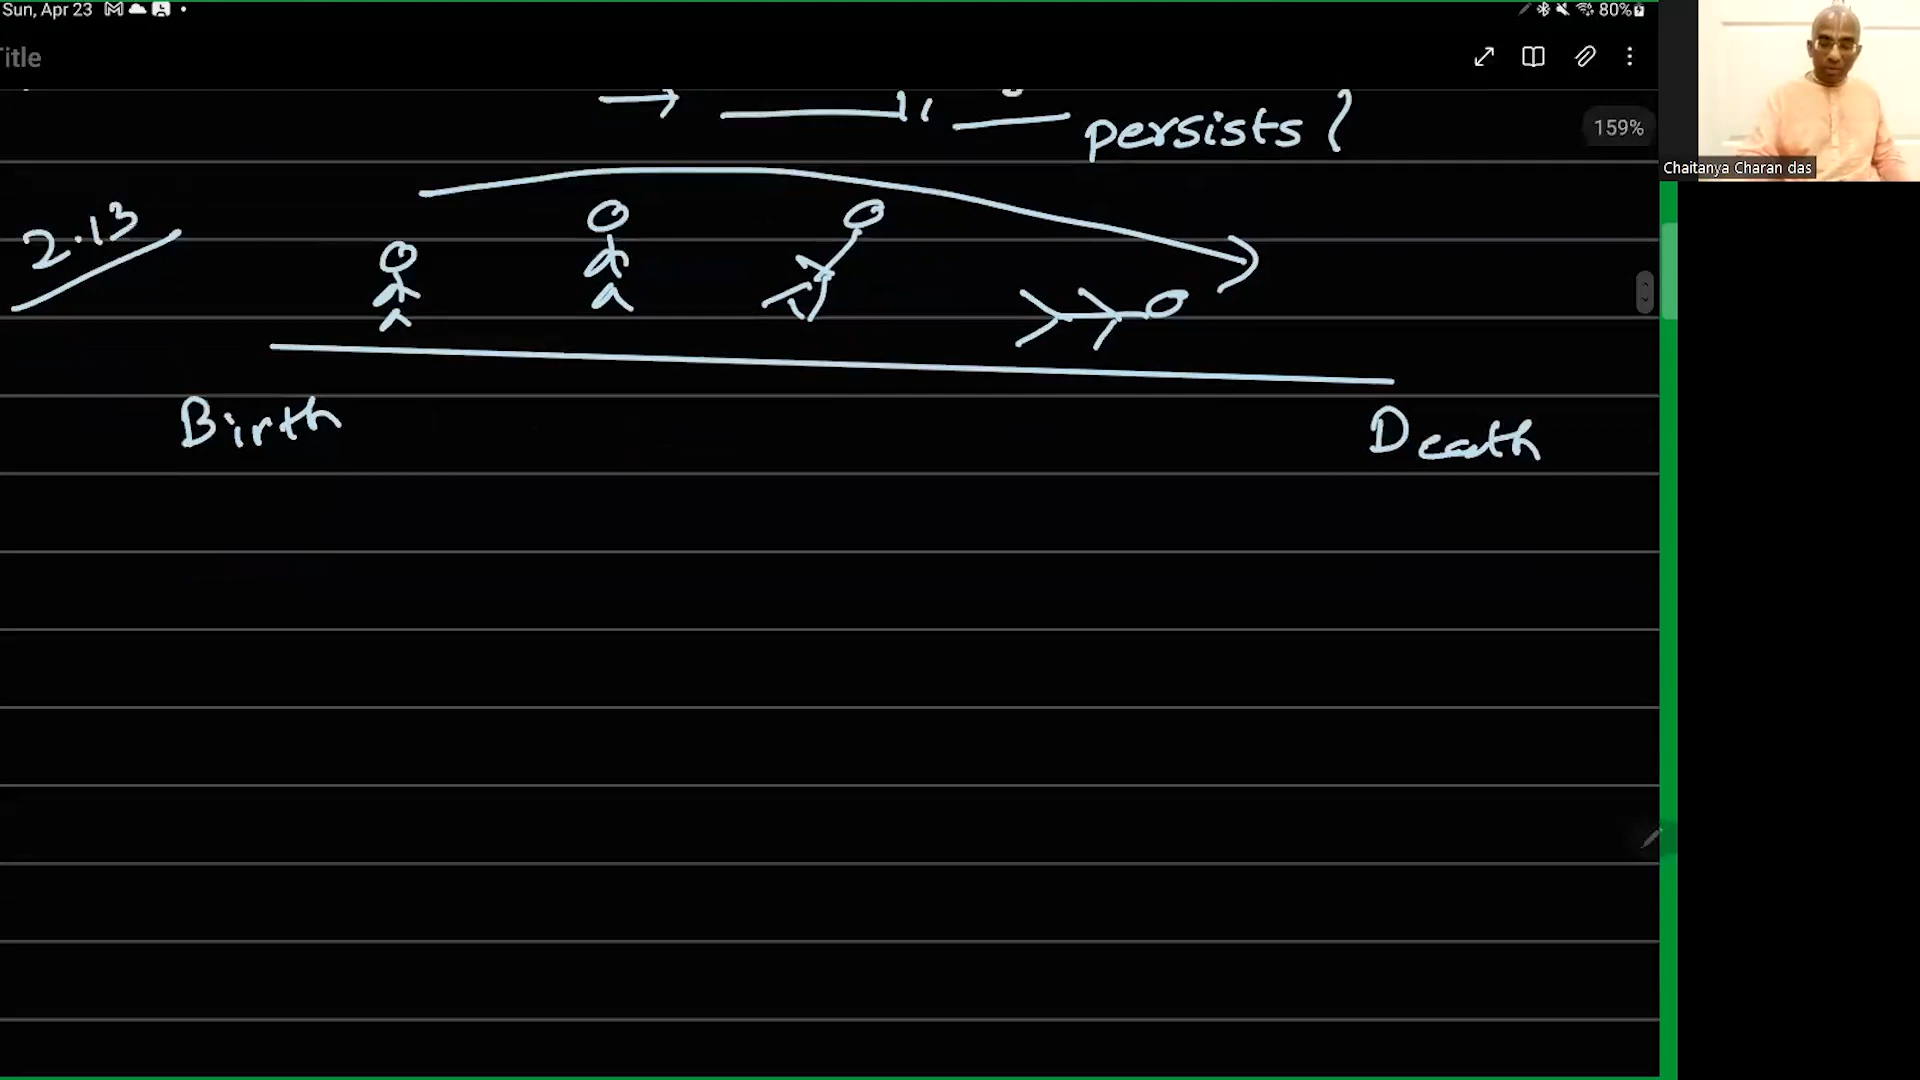 Sun, Apr 23
80%
Title
persists ?
159%
Chaitanya Charan das
2.13
Birth
Death